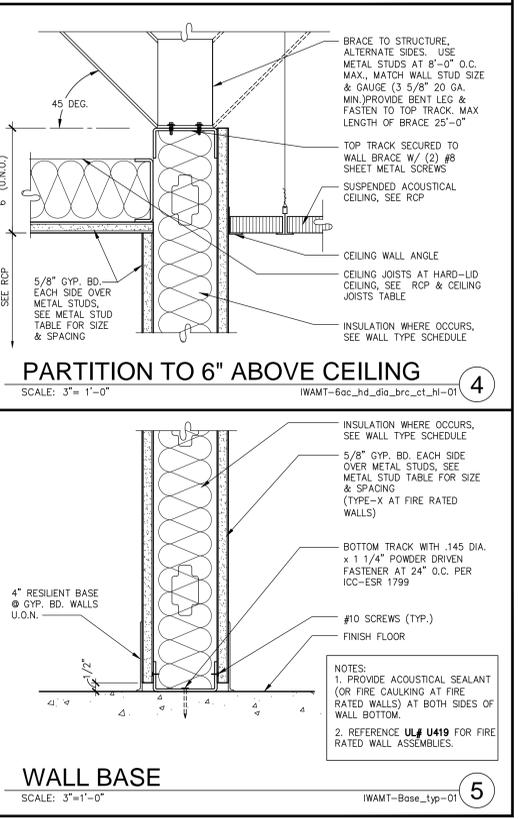 BRACE TO STRUCTURE,
ALTERNATE SIDES.  USE
METAL STUDS AT 8'-0" O.C.
MAX., MATCH WALL STUD SIZE
& GAUGE (3 5/8" 20 GA.
MIN.)PROVIDE BENT LEG &
FASTEN TO TOP TRACK. MAX
LENGTH OF BRACE 25'-0"
45 DEG.
6" (U.N.O.)
TOP TRACK SECURED TO
WALL BRACE W/ (2) #8
SHEET METAL SCREWS
SUSPENDED ACOUSTICAL
CEILING, SEE RCP
CEILING WALL ANGLE
SEE RCP
5/8" GYP. BD.
EACH SIDE OVER
METAL STUDS,
SEE METAL STUD
TABLE FOR SIZE
& SPACING
CEILING JOISTS AT HARD-LID
CEILING, SEE  RCP & CEILING
JOISTS TABLE
INSULATION WHERE OCCURS,
SEE WALL TYPE SCHEDULE
PARTITION TO 6" ABOVE CEILING
SCALE: 3"= 1'-0"
IWAMT-6ac_hd_dia_brc_ct_hl-01
4
INSULATION WHERE OCCURS,
SEE WALL TYPE SCHEDULE
5/8" GYP. BD. EACH SIDE
OVER METAL STUDS, SEE
METAL STUD TABLE FOR SIZE
& SPACING
(TYPE-X AT FIRE RATED
WALLS)
BOTTOM TRACK WITH .145 DIA.
x 1 1/4" POWDER DRIVEN
FASTENER AT 24" O.C. PER
ICC-ESR 1799
4" RESILIENT BASE
@ GYP. BD. WALLS
U.O.N.
#10 SCREWS (TYP.)
FINISH FLOOR
1/2"
NOTES:
1. PROVIDE ACOUSTICAL SEALANT
(OR FIRE CAULKING AT FIRE
RATED WALLS) AT BOTH SIDES OF
WALL BOTTOM.
2. REFERENCE UL# U419 FOR FIRE
RATED WALL ASSEMBLIES.
WALL BASE
SCALE: 3"=1'-0"
IWAMT-Base_typ-01
5